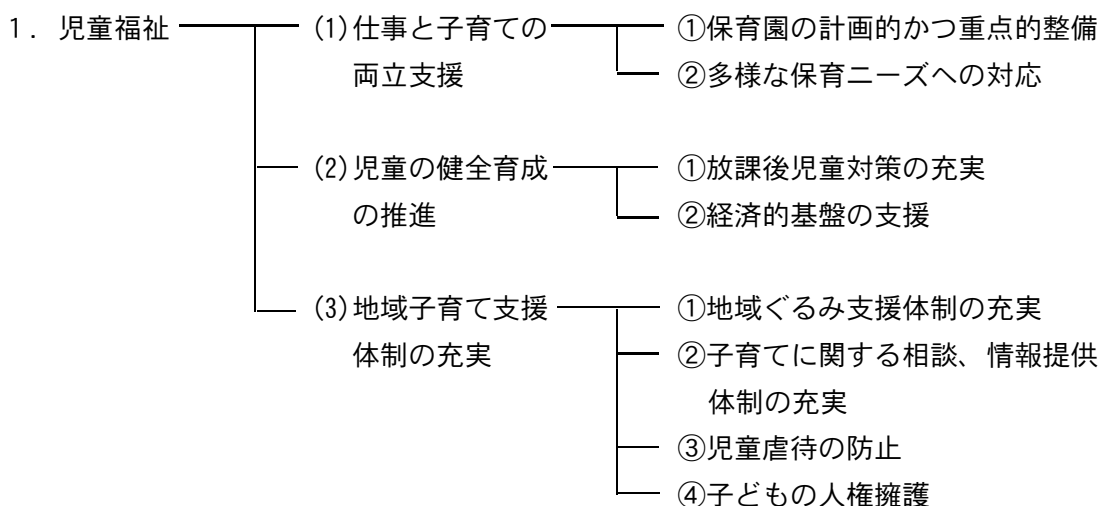 １．児童福祉 (1)仕事と子育ての ①保育園の計画的かつ重点的整備
両立支援 ②多様な保育ニーズへの対応
(2)児童の健全育成 ①放課後児童対策の充実
の推進 ②経済的基盤の支援
(3)地域子育て支援 ①地域ぐるみ支援体制の充実
体制の充実 ②子育てに関する相談、情報提供
体制の充実
③児童虐待の防止
④子どもの人権擁護